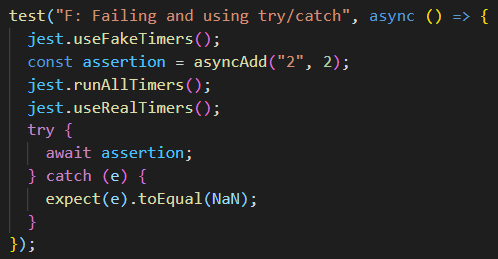 test("F: Failing and using try/catch", async () => {
jest.useFakeTimers();
const assertion = asyncAdd("2", 2);
jest.runAllTimers();
jest.useRealTimers();
try {
await assertion;
} catch (e) {
expect(e).toEqual(NaN);
}
});